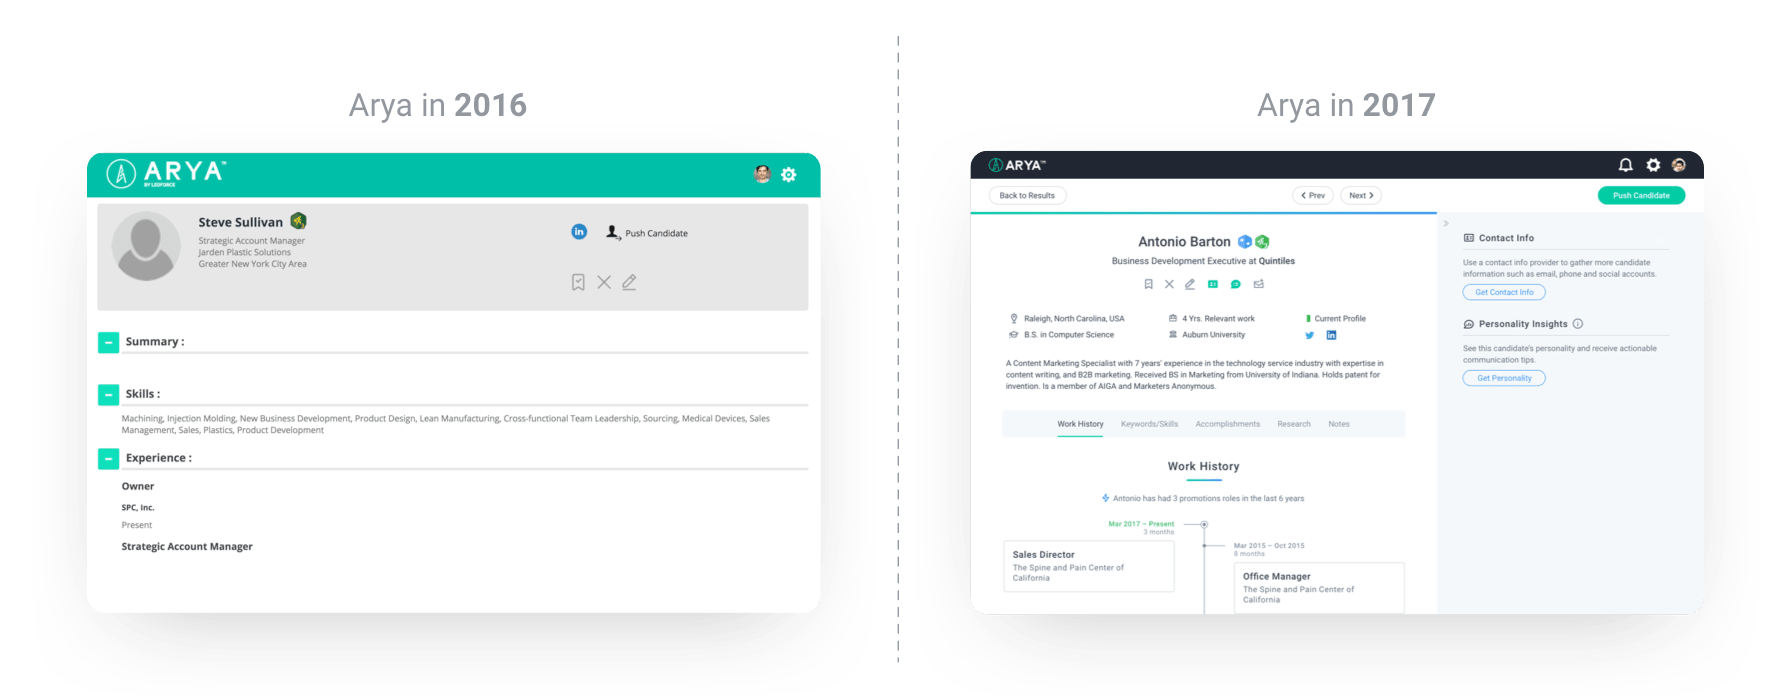 Arya in 2016
ARYA™
BY LEOFORCE
Steve Sullivan
Strategic Account Manager
Jarden Plastic Solutions
Greater New York City Area
in
Push Candidate
Summary :
Skills :
Machining, Injection Molding, New Business Development, Product Design, Lean Manufacturing, Cross-functional Team Leadership, Sourcing, Medical Devices, Sales
Management, Sales, Plastics, Product Development
Experience :
Owner
SPC, Inc.
Present
Strategic Account Manager
Arya in 2017
ARYA™
Back to Results
Prev
Next
Push Candidate
Antonio Barton
Business Development Executive at Quintiles
Raleigh, North Carolina, USA
4 Yrs. Relevant work
Current Profile
B.S. in Computer Science
Auburn University
in
A Content Marketing Specialist with 7 years' experience in the technology service industry with expertise in
content writing, and B2B marketing. Received BS in Marketing from University of Indiana. Holds patent for
invention. Is a member of AIGA and Marketers Anonymous.
Work History
Keywords/Skills
Accomplishments
Research
Notes
Work History
Antonio has had 3 promotions roles in the last 6 years
Mar 2017 – Present
3 months
Sales Director
The Spine and Pain Center of
California
Mar 2015 – Oct 2015
8 months
Office Manager
The Spine and Pain Center of
California
Contact Info
Use a contact info provider to gather more candidate
information such as email, phone and social accounts.
Get Contact Info
Personality Insights
See this candidate's personality and receive actionable
communication tips.
Get Personality